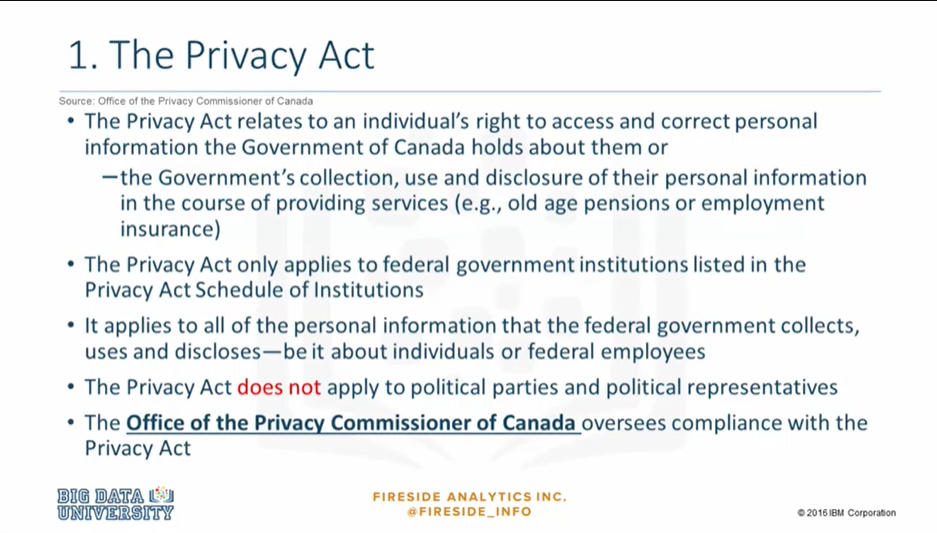 1. The Privacy Act
Source: Office of the Privacy Commissioner of Canada
• The Privacy Act relates to an individual's right to access and correct personal
information the Government of Canada holds about them or
—the Government's collection, use and disclosure of their personal information
in the course of providing services (e.g., old age pensions or employment
insurance)
• The Privacy Act only applies to federal government institutions listed in the
Privacy Act Schedule of Institutions
• It applies to all of the personal information that the federal government collects,
uses and discloses—be it about individuals or federal employees
• The Privacy Act does not apply to political parties and political representatives
• The Office of the Privacy Commissioner of Canada oversees compliance with the
Privacy Act
BIG DATA
UNIVERSITY
FIRESIDE ANALYTICS INC.
@FIRESIDE_INFO
© 2016 IBM Corporation